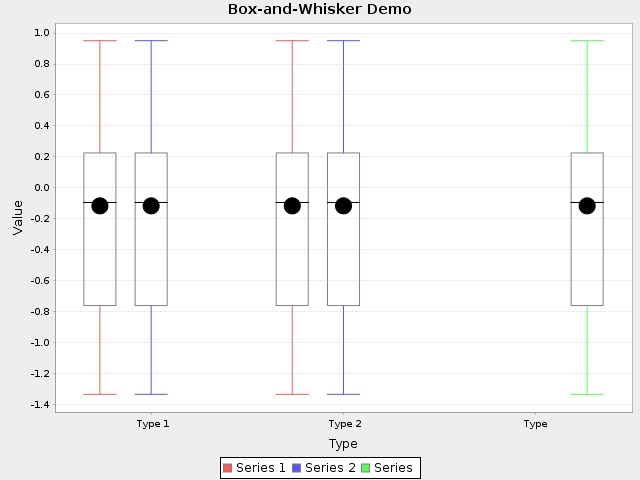 Box-and-Whisker Demo
1.0
0.8
0.6
0.4
0.2
0.0
-0.2
-0.4
-0.6
-0.8
-1.0
-1.2
-1.4
Value
Type 1 Type 2 Type
Type
Series 1 Series 2 Series